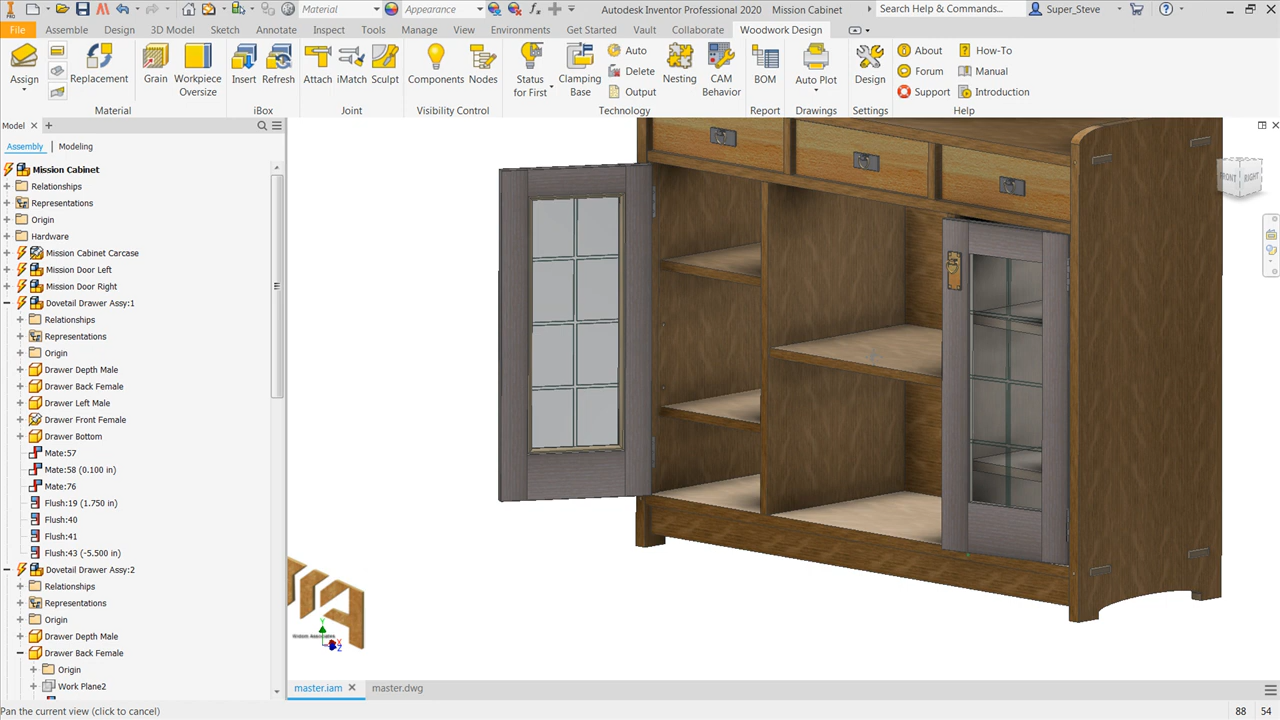 Material
Appearance
Autodesk Inventor Professional 2020 Mission Cabinet
Search Help & Commands...
Super_Steve
File Assembly Design 3D Model Sketch Annotate Inspect Tools Manage View Environments Get Started Vault Collaborate Woodwork Design
Assign
Replacement
Grain
Workpiece
Oversize
Insert
Refresh
Attach
iMatch
Sculpt
Components
Nodes
Status
for First
Clamping
Base
Auto
Delete
Output
Nesting
CAM
Behavior
BOM
Auto Plot
Design
About
Forum
Support
How-To
Manual
Introduction
Material iBox Joint Visibility Control Technology Report Drawings Settings Help
Model
Assembly Modeling
Mission Cabinet
Relationships
Representations
Origin
Hardware
Mission Cabinet Carcase
Mission Door Left
Mission Door Right
Dovetail Drawer Assy:1
Relationships
Representations
Origin
Drawer Depth Male
Drawer Back Female
Drawer Left Male
Drawer Front Female
Drawer Bottom
Mate:57
Mate:58 (0.100 in)
Mate:76
Flush:19 (1.750 in)
Flush:40
Flush:41
Flush:43 (-5.500 in)
Dovetail Drawer Assy:2
Relationships
Representations
Origin
Drawer Depth Male
Drawer Back Female
Origin
Work Plane2
FRONT RIGHT
Y
X
Z
master.iam master.dwg
Pan the current view (click to cancel)
88 54